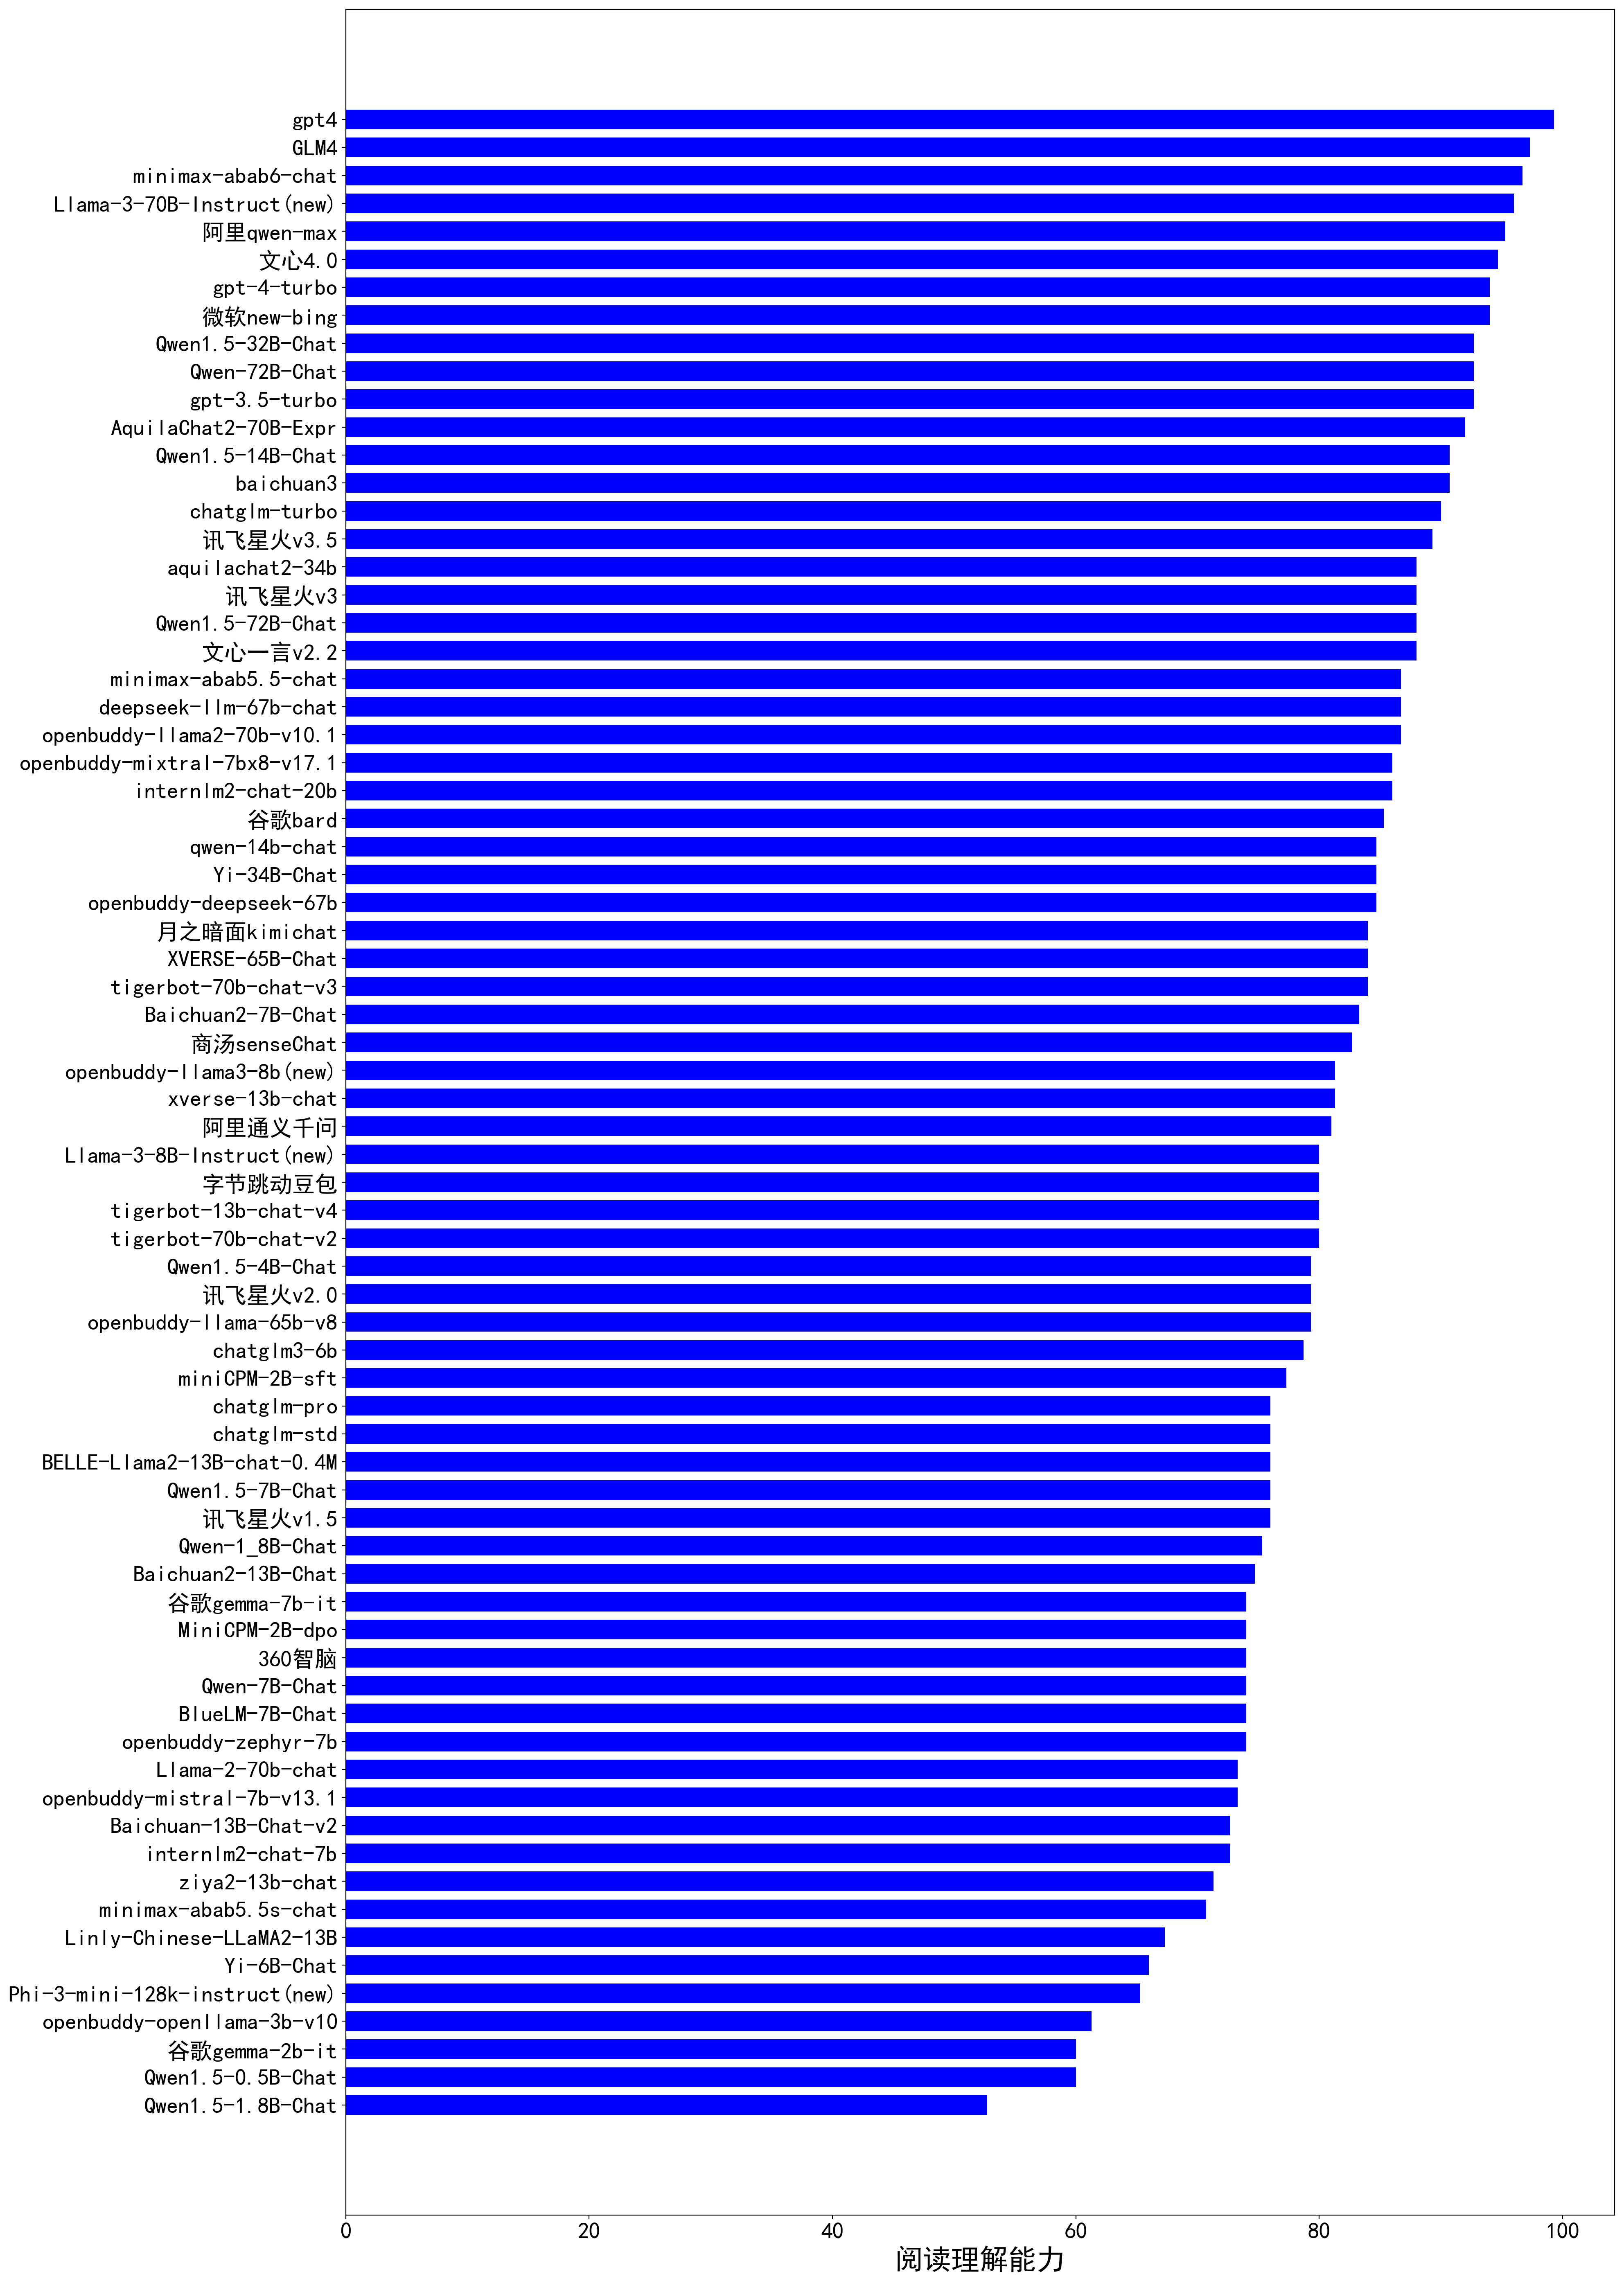 gpt4
GLM4
minimax-abab6-chat
Llama-3-70B-Instruct(new)
阿里qwen-max
文心4.0
gpt-4-turbo
微软new-bing
Qwen1.5-32B-Chat
Qwen-72B-Chat
gpt-3.5-turbo
AquilaChat2-70B-Expr
Qwen1.5-14B-Chat
baichuan3
chatglm-turbo
讯飞星火v3.5
aquilachat2-34b
讯飞星火v3
Qwen1.5-72B-Chat
文心一言v2.2
minimax-abab5.5-chat
deepseek-llm-67b-chat
openbuddy-llama2-70b-v10.1
openbuddy-mixtral-7bx8-v17.1
internlm2-chat-20b
谷歌bard
qwen-14b-chat
Yi-34B-Chat
openbuddy-deepseek-67b
月之暗面kimichat
XVERSE-65B-Chat
tigerbot-70b-chat-v3
Baichuan2-7B-Chat
商汤senseChat
openbuddy-llama3-8b(new)
xverse-13b-chat
阿里通义千问
Llama-3-8B-Instruct(new)
字节跳动豆包
tigerbot-13b-chat-v4
tigerbot-70b-chat-v2
Qwen1.5-4B-Chat
讯飞星火v2.0
openbuddy-llama-65b-v8
chatglm3-6b
miniCPM-2B-sft
chatglm-pro
chatglm-std
BELLE-Llama2-13B-chat-0.4M
Qwen1.5-7B-Chat
讯飞星火v1.5
Qwen-1_8B-Chat
Baichuan2-13B-Chat
谷歌gemma-7b-it
MiniCPM-2B-dpo
360智脑
Qwen-7B-Chat
BlueLM-7B-Chat
openbuddy-zephyr-7b
Llama-2-70b-chat
openbuddy-mistral-7b-v13.1
Baichuan-13B-Chat-v2
internlm2-chat-7b
ziya2-13b-chat
minimax-abab5.5s-chat
Linly-Chinese-LLaMA2-13B
Yi-6B-Chat
Phi-3-mini-128k-instruct(new)
openbuddy-openllama-3b-v10
谷歌gemma-2b-it
Qwen1.5-0.5B-Chat
Qwen1.5-1.8B-Chat
0 20 40 60 80 100
阅读理解能力